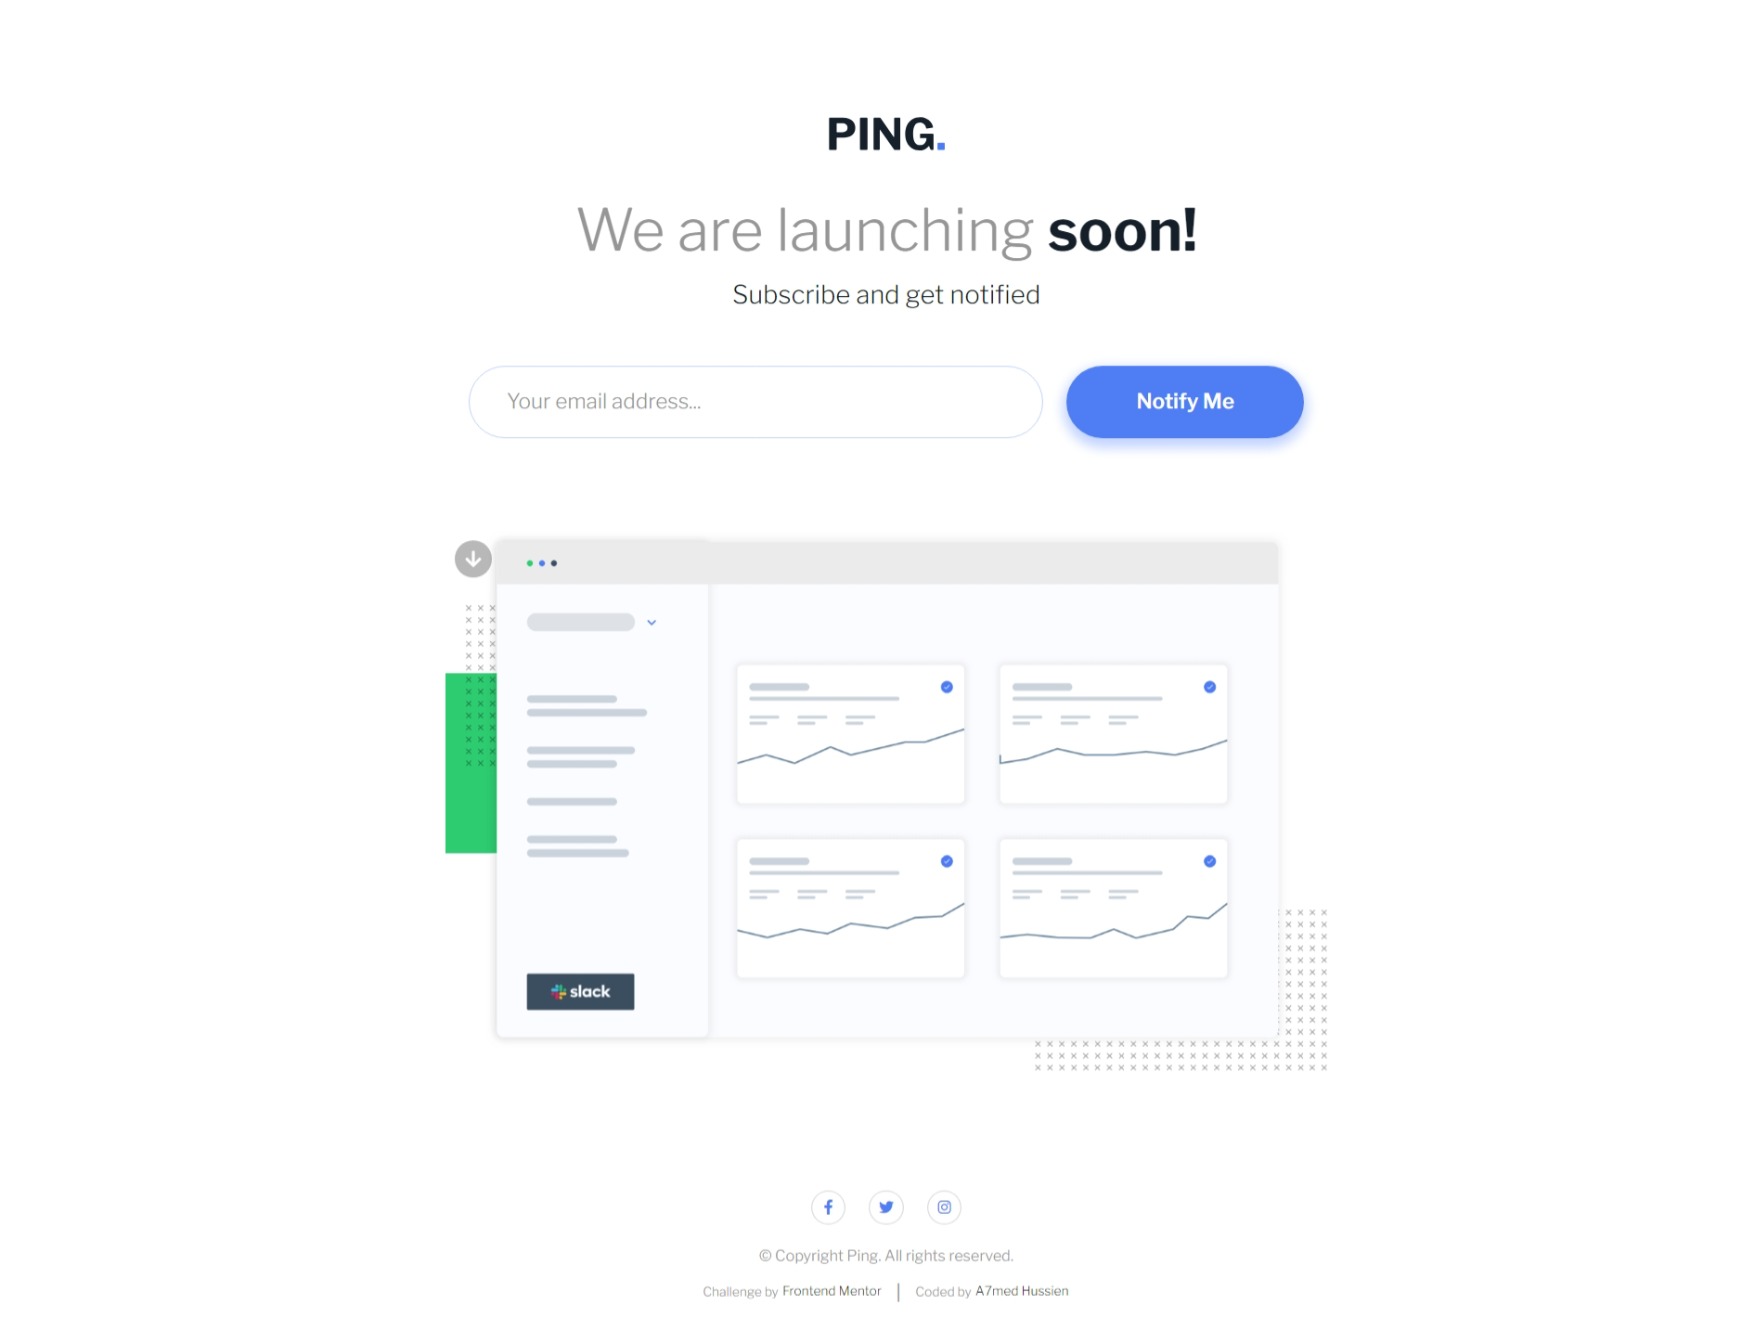 PING.
We are launching soon!
Subscribe and get notified
Your email address...
Notify Me
slack
© Copyright Ping. All rights reserved.
Challenge by Frontend Mentor | Coded by A7med Hussien